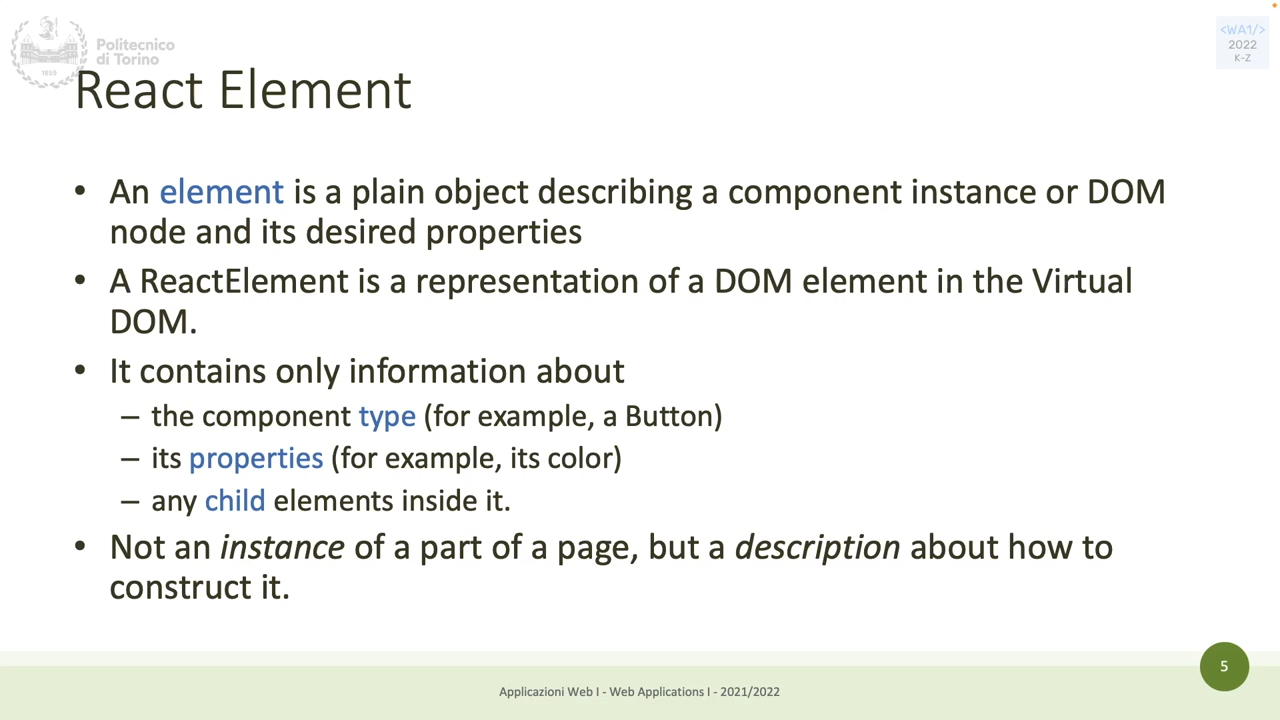 Politecnico
di Torino
1859
<WA1/>
2022
K-Z
React Element
• An element is a plain object describing a component instance or DOM
node and its desired properties
• A ReactElement is a representation of a DOM element in the Virtual
DOM.
• It contains only information about
– the component type (for example, a Button)
– its properties (for example, its color)
– any child elements inside it.
• Not an instance of a part of a page, but a description about how to
construct it.
5
Applicazioni Web I - Web Applications I - 2021/2022